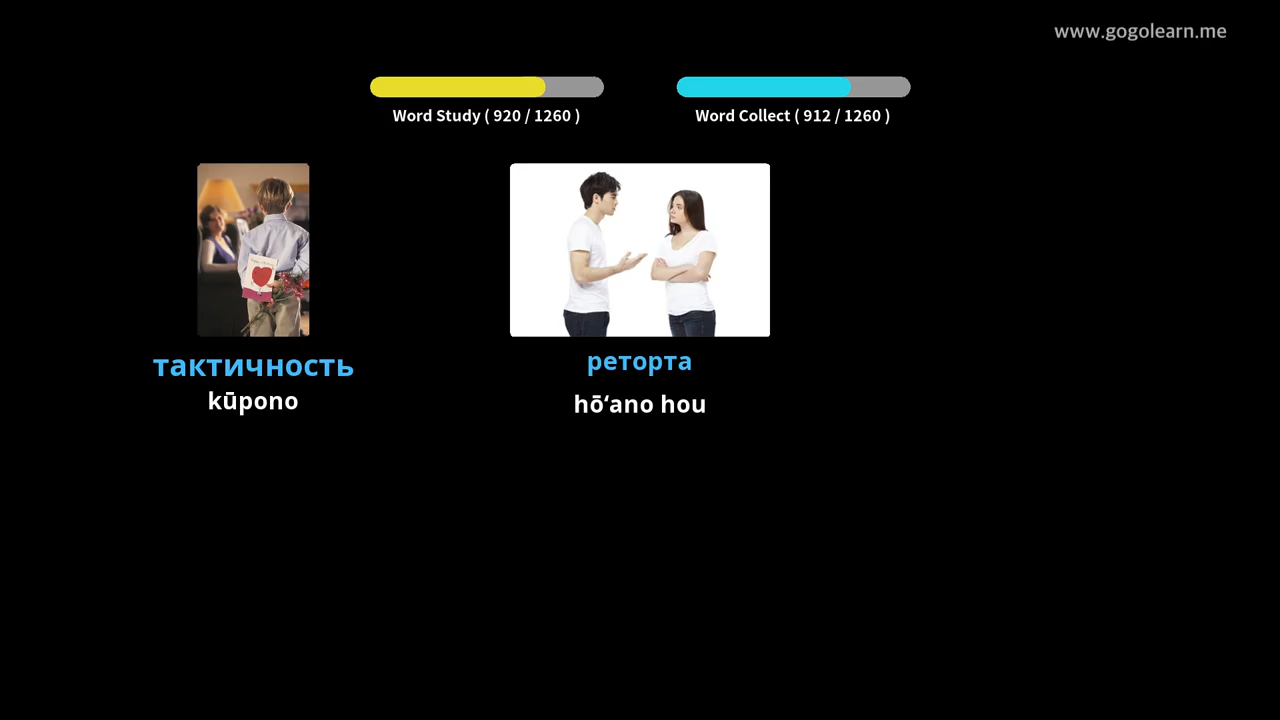 www.gogolearn.me
Word Study ( 920 / 1260 )
Word Collect ( 912 / 1260 )
тактичность
kūpono
реторта
hōʻano hou